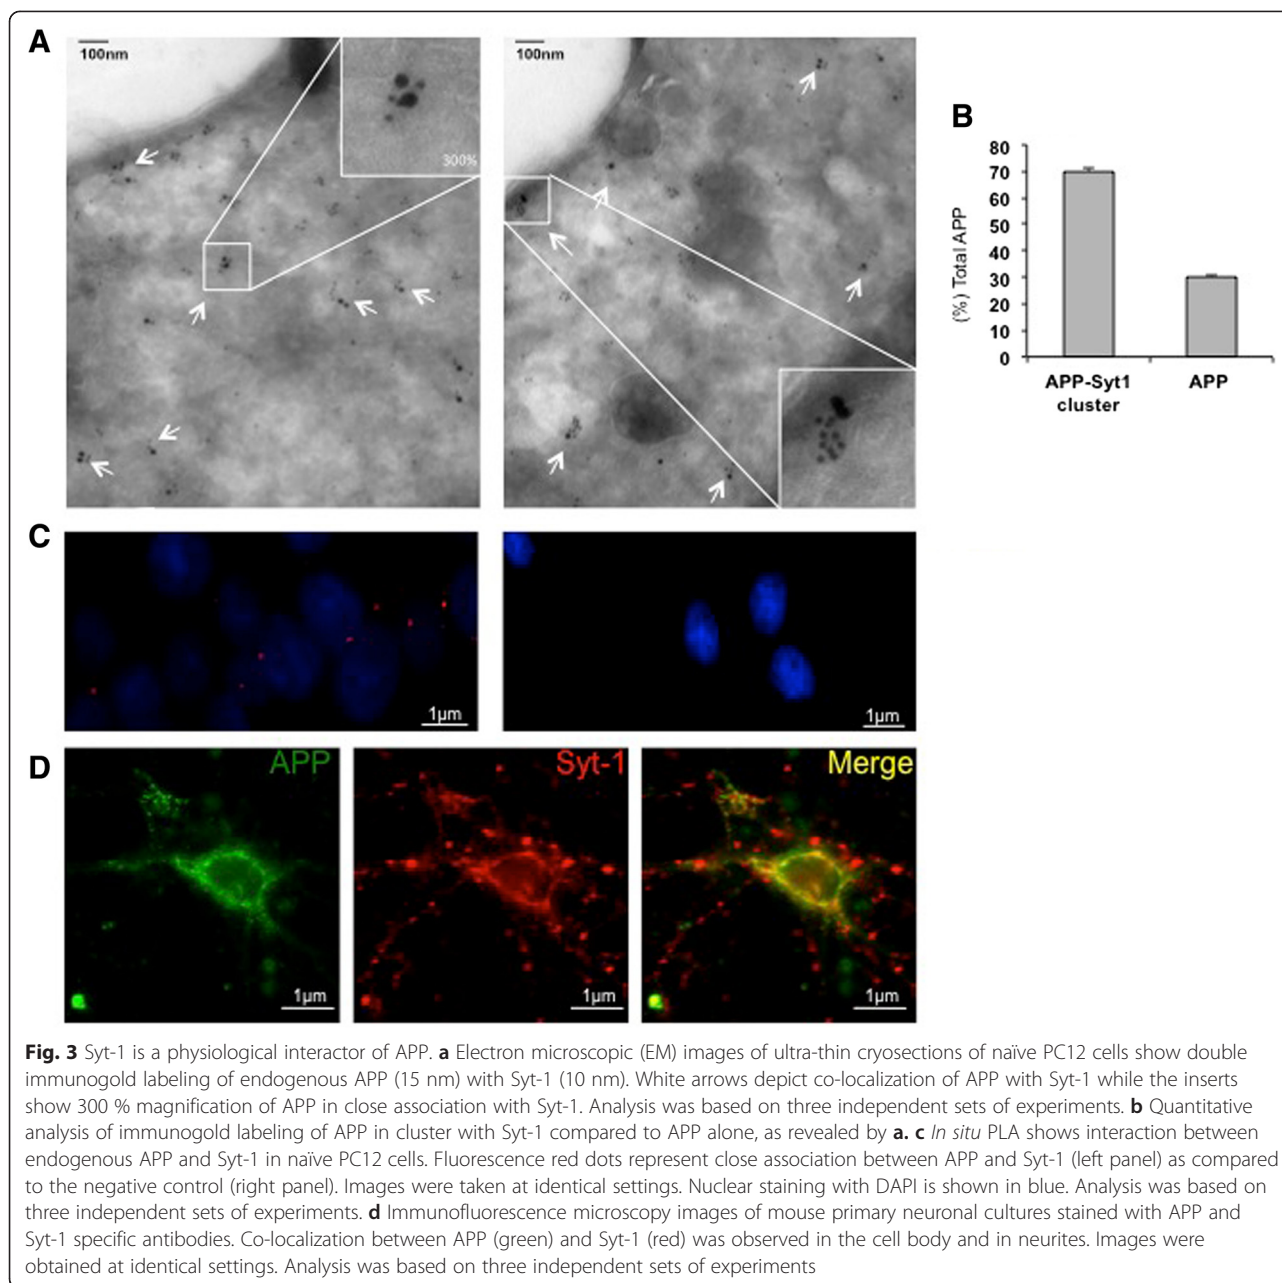 A
100nm
300%
100nm
B
(%) Total APP
80
70
60
50
40
30
20
10
0
APP-Syt1
cluster
APP
C
1µm
1µm
D
APP
1µm
Syt-1
1µm
Merge
1µm
Fig. 3 Syt-1 is a physiological interactor of APP. a Electron microscopic (EM) images of ultra-thin cryosections of naïve PC12 cells show double
immunogold labeling of endogenous APP (15 nm) with Syt-1 (10 nm). White arrows depict co-localization of APP with Syt-1 while the inserts
show 300 % magnification of APP in close association with Syt-1. Analysis was based on three independent sets of experiments. b Quantitative
analysis of immunogold labeling of APP in cluster with Syt-1 compared to APP alone, as revealed by a. c In situ PLA shows interaction between
endogenous APP and Syt-1 in naïve PC12 cells. Fluorescence red dots represent close association between APP and Syt-1 (left panel) as compared
to the negative control (right panel). Images were taken at identical settings. Nuclear staining with DAPI is shown in blue. Analysis was based on
three independent sets of experiments. d Immunofluorescence microscopy images of mouse primary neuronal cultures stained with APP and
Syt-1 specific antibodies. Co-localization between APP (green) and Syt-1 (red) was observed in the cell body and in neurites. Images were
obtained at identical settings. Analysis was based on three independent sets of experiments